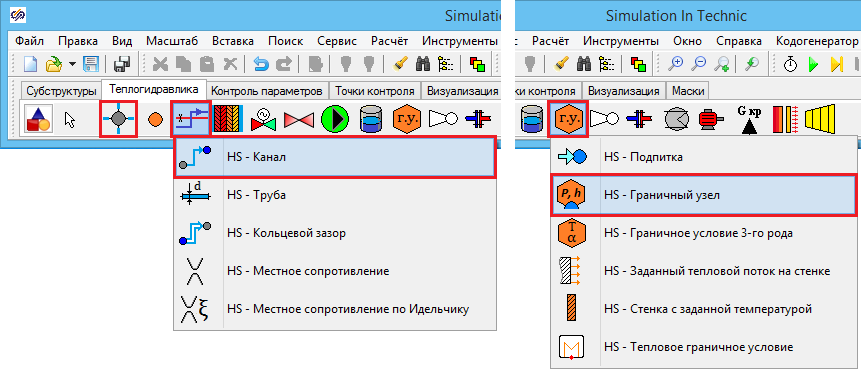 Simulation
Файл Правка Вид Масштаб Вставка Поиск Сервис Расчёт Инструменты
Субструктуры Теплогидравлика Контроль параметров Точки контроля Визуализация
г.у.
HS - Канал
d
HS - Труба
HS - Кольцевой зазор
HS - Местное сопротивление
ξ
HS - Местное сопротивление по Идельчику
Simulation In Technic
с Расчёт Инструменты Окно Справка Кодогенератор
ки контроля Визуализация Маски
г.у.
G кр
HS - Подпитка
P, h
HS - Граничный узел
T
α
HS - Граничное условие 3-го рода
HS - Заданный тепловой поток на стенке
HS - Стенка с заданной температурой
HS - Тепловое граничное условие